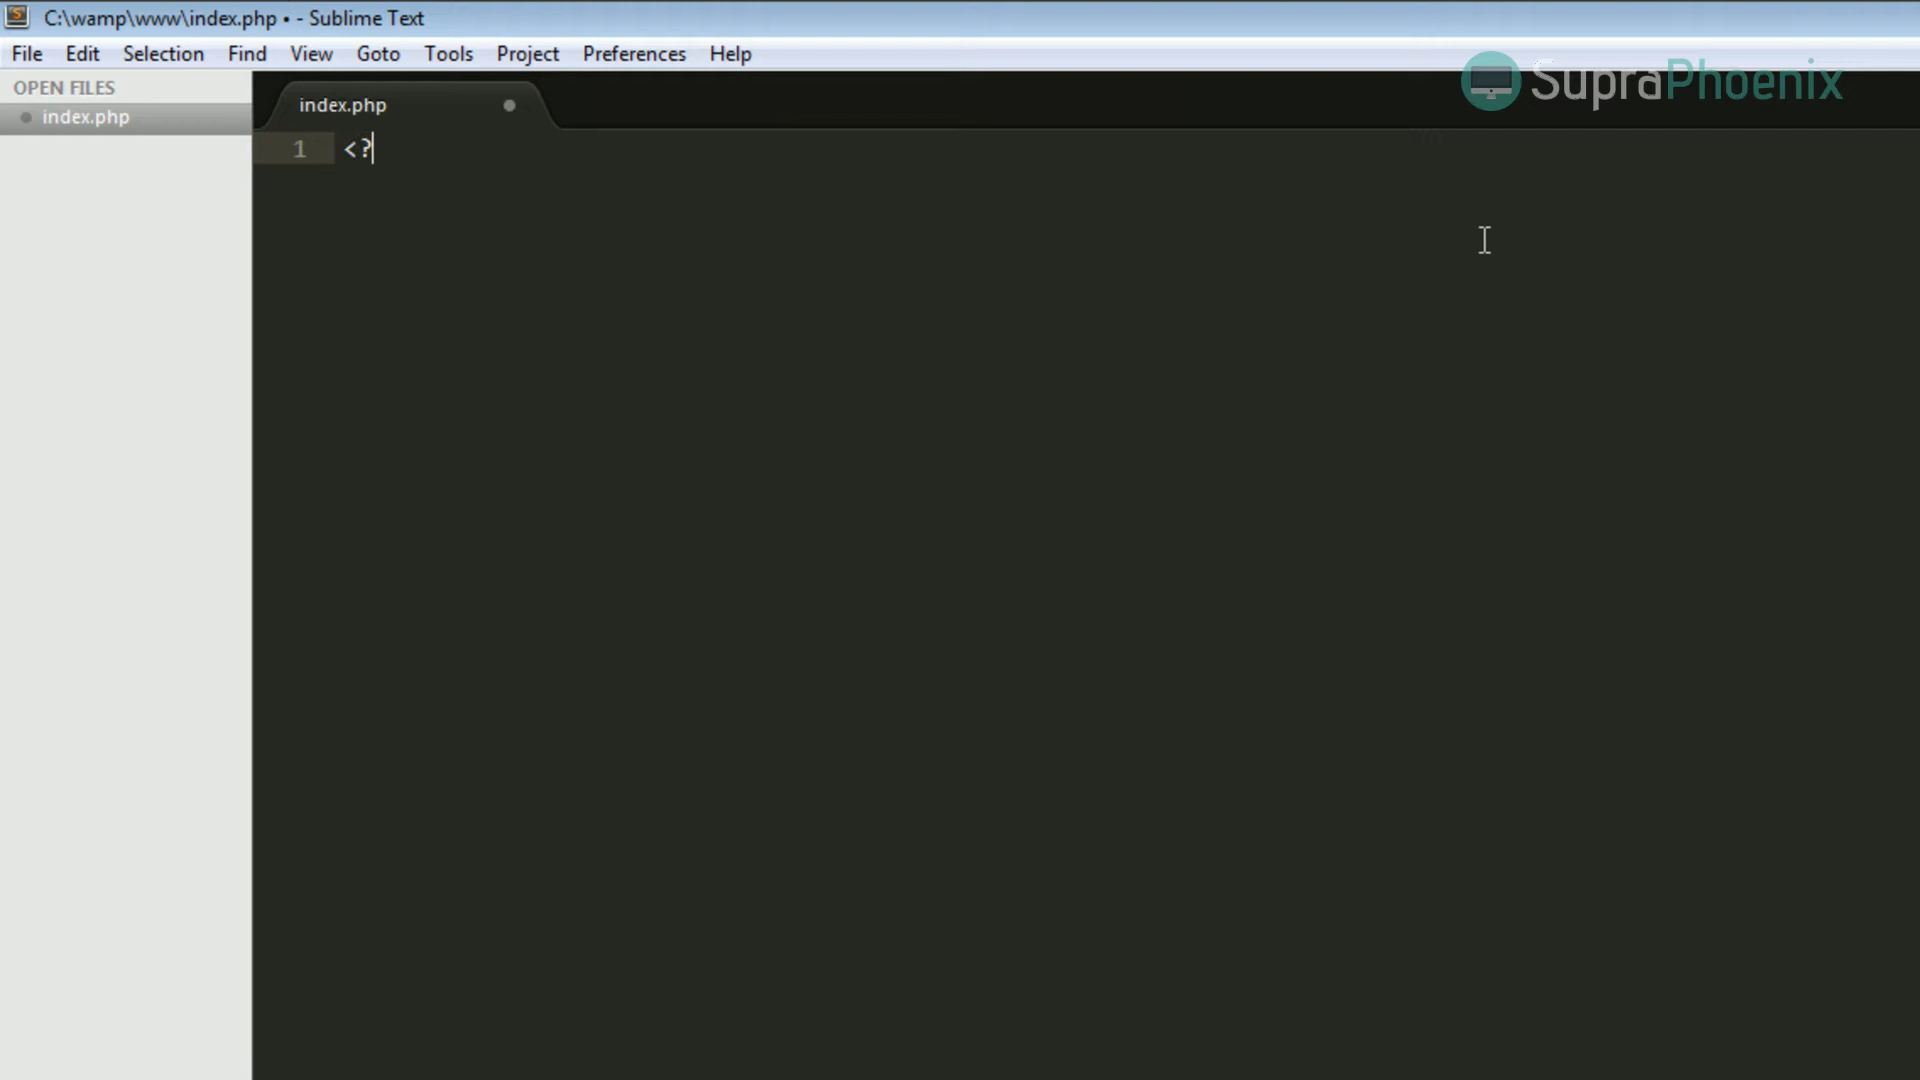 C:\wamp\www\index.php • - Sublime Text
File Edit Selection Find View Goto Tools Project Preferences Help
SupraPhoenix
OPEN FILES
index.php
index.php
1 <?